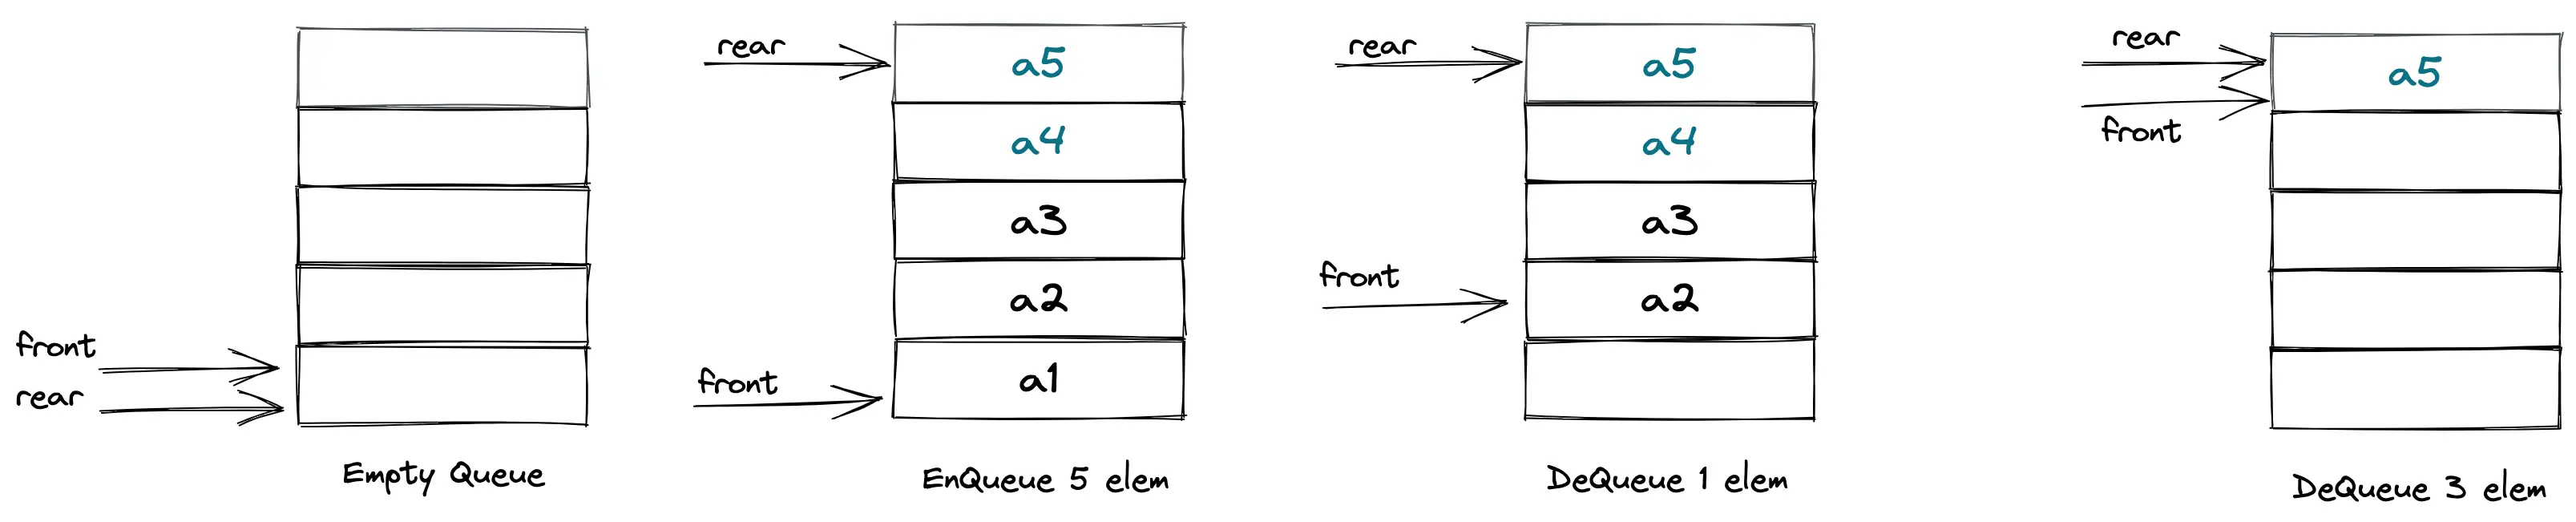 front
rear
Empty Queue
rear
a5
a4
a3
a2
front
a1
EnQueue 5 elem
rear
a5
a4
a3
front
a2
DeQueue 1 elem
rear
a5
front
DeQueue 3 elem